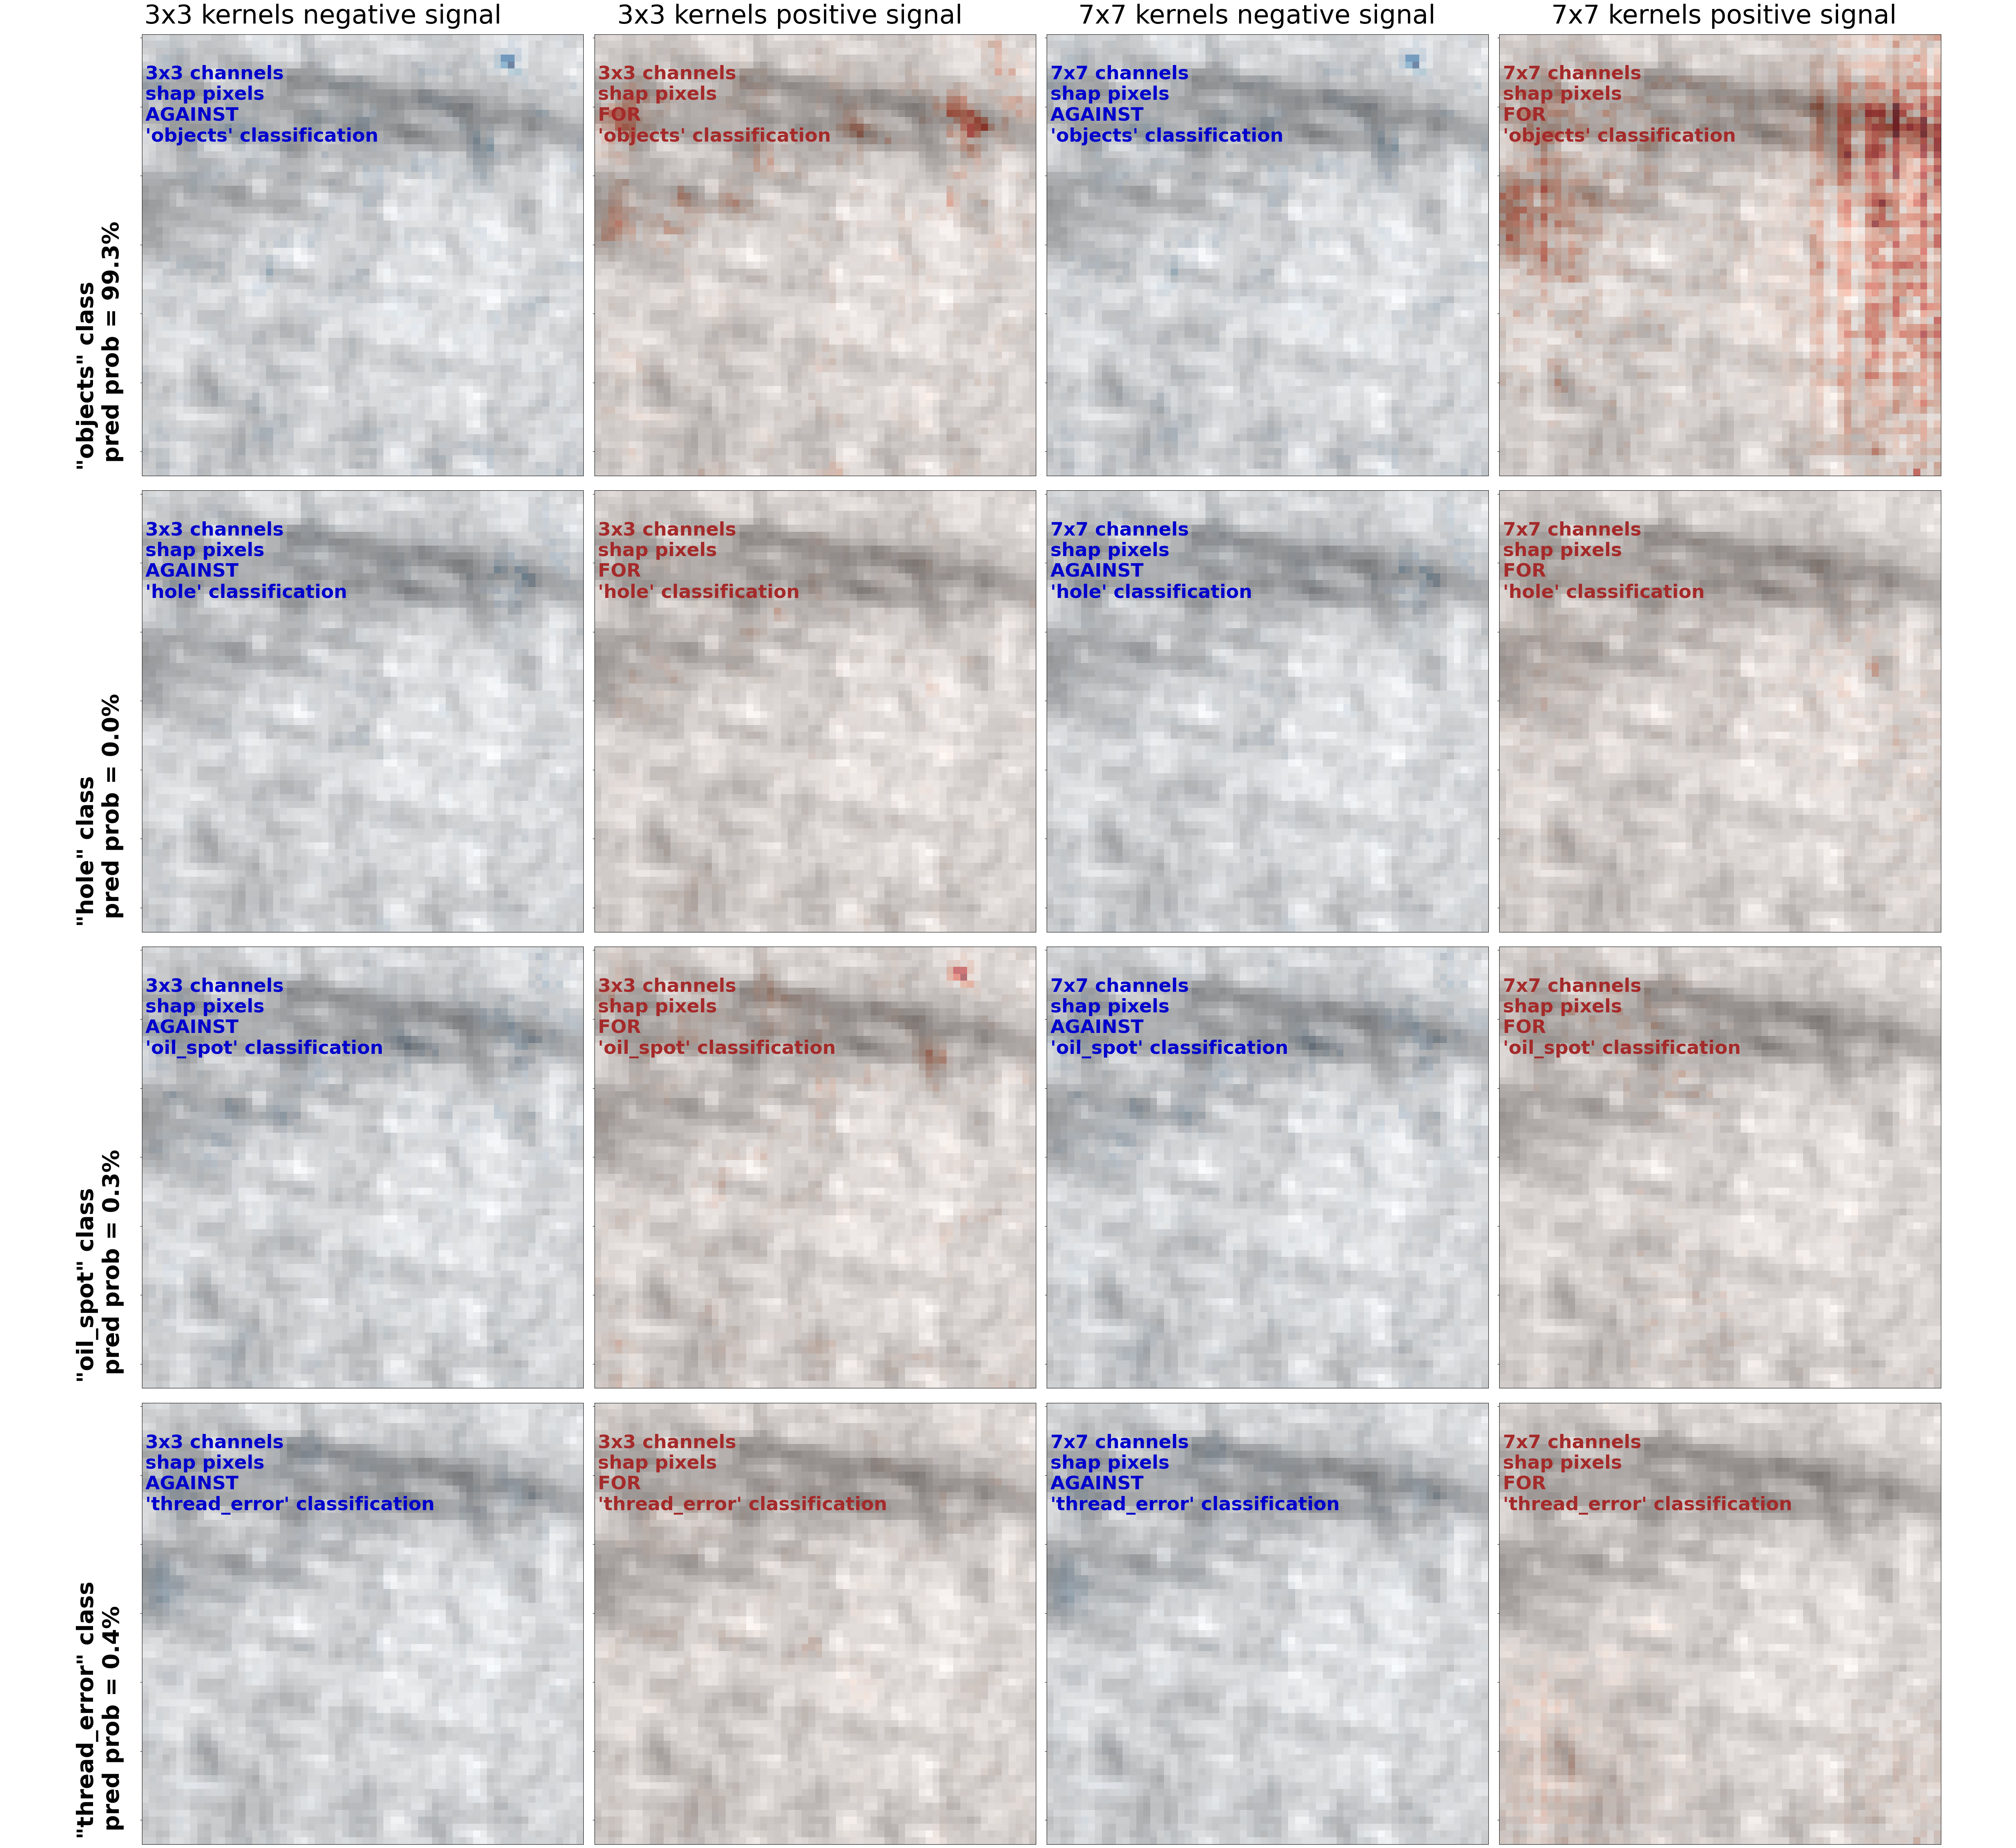 3x3 kernels negative signal
3x3 kernels positive signal
7x7 kernels negative signal
7x7 kernels positive signal
"objects" class
pred prob = 99.3%
3x3 channels
shap pixels
AGAINST
'objects' classification
3x3 channels
shap pixels
FOR
'objects' classification
7x7 channels
shap pixels
AGAINST
'objects' classification
7x7 channels
shap pixels
FOR
'objects' classification
"hole" class
pred prob = 0.0%
3x3 channels
shap pixels
AGAINST
'hole' classification
3x3 channels
shap pixels
FOR
'hole' classification
7x7 channels
shap pixels
AGAINST
'hole' classification
7x7 channels
shap pixels
FOR
'hole' classification
"oil_spot" class
pred prob = 0.3%
3x3 channels
shap pixels
AGAINST
'oil_spot' classification
3x3 channels
shap pixels
FOR
'oil_spot' classification
7x7 channels
shap pixels
AGAINST
'oil_spot' classification
7x7 channels
shap pixels
FOR
'oil_spot' classification
"thread_error" class
pred prob = 0.4%
3x3 channels
shap pixels
AGAINST
'thread_error' classification
3x3 channels
shap pixels
FOR
'thread_error' classification
7x7 channels
shap pixels
AGAINST
'thread_error' classification
7x7 channels
shap pixels
FOR
'thread_error' classification